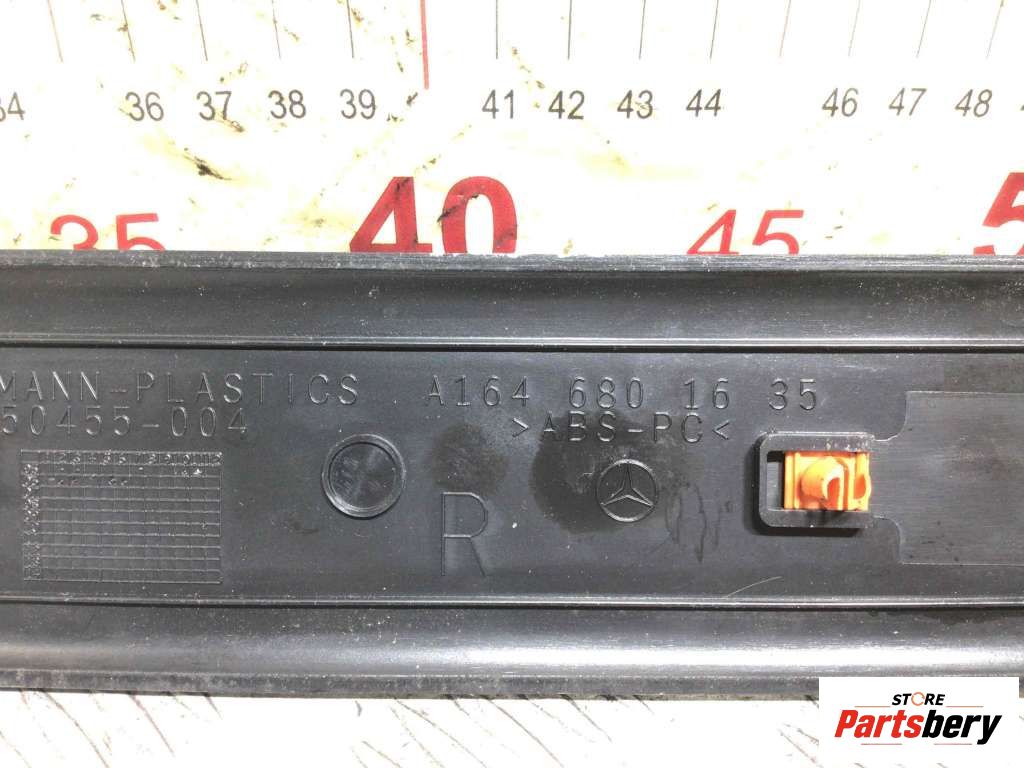 36 37 38 39 41 42 43 44 46 47 48
35 40 45
MANN-PLASTICS A164 680 16 35
50455-004 >ABS-PC<
R
STORE
Partsbery